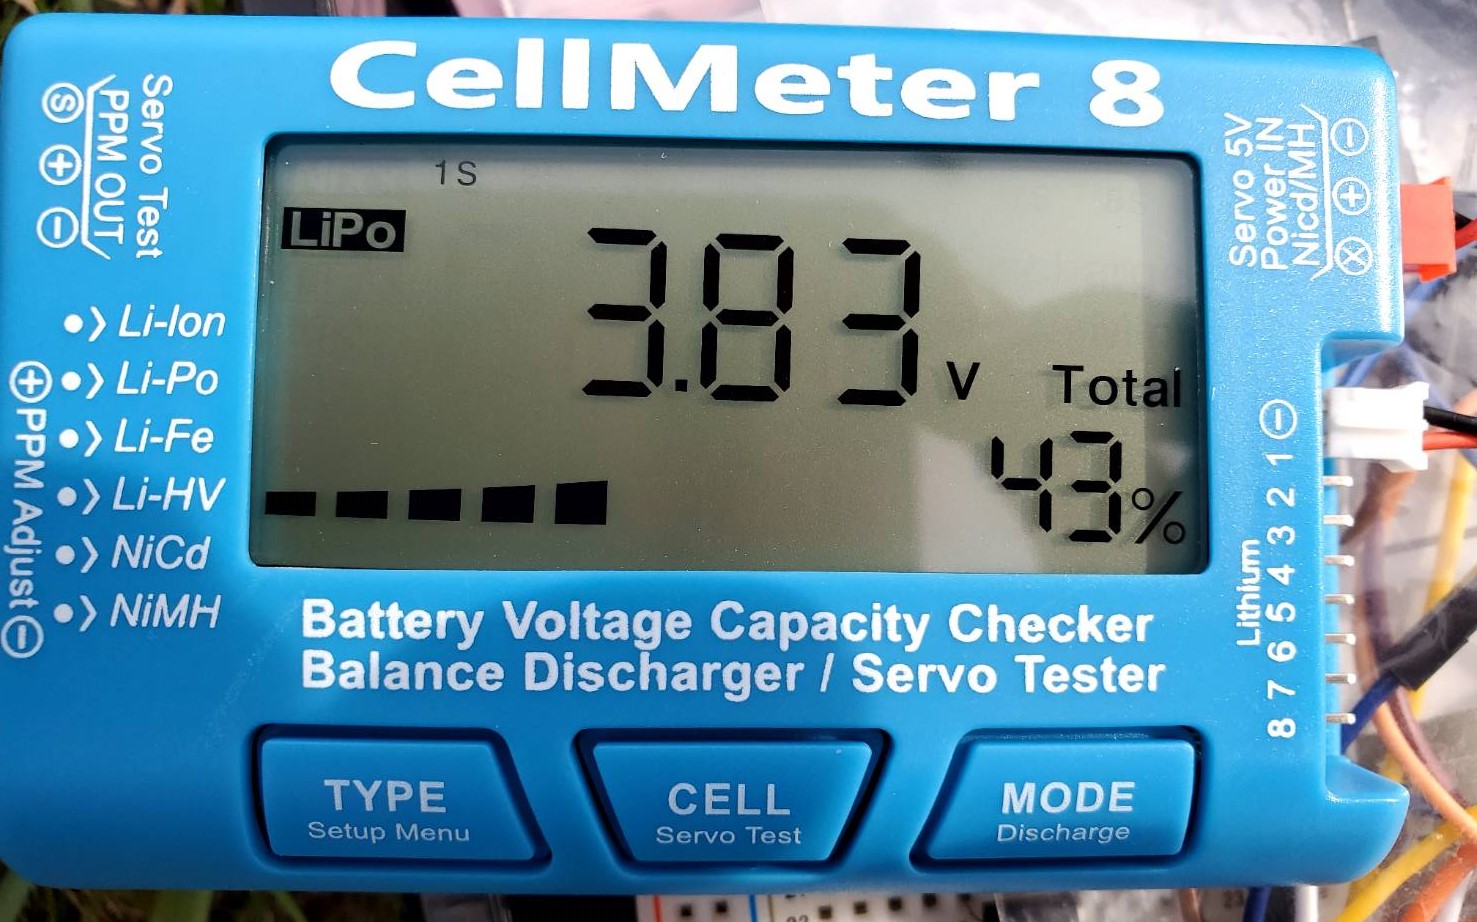 CellMeter 8
Servo Test
PPM OUT
S + −
1S
LiPo
3.83 V
Total
43%
Li-Ion
Li-Po
Li-Fe
Li-HV
NiCd
NiMH
+ PPM Adjust −
Servo 5V
Power IN
Nicd/MH
− + ×
Lithium
8 7 6 5 4 3 2 1 −
Battery Voltage Capacity Checker
Balance Discharger / Servo Tester
TYPE
Setup Menu
CELL
Servo Test
MODE
Discharge